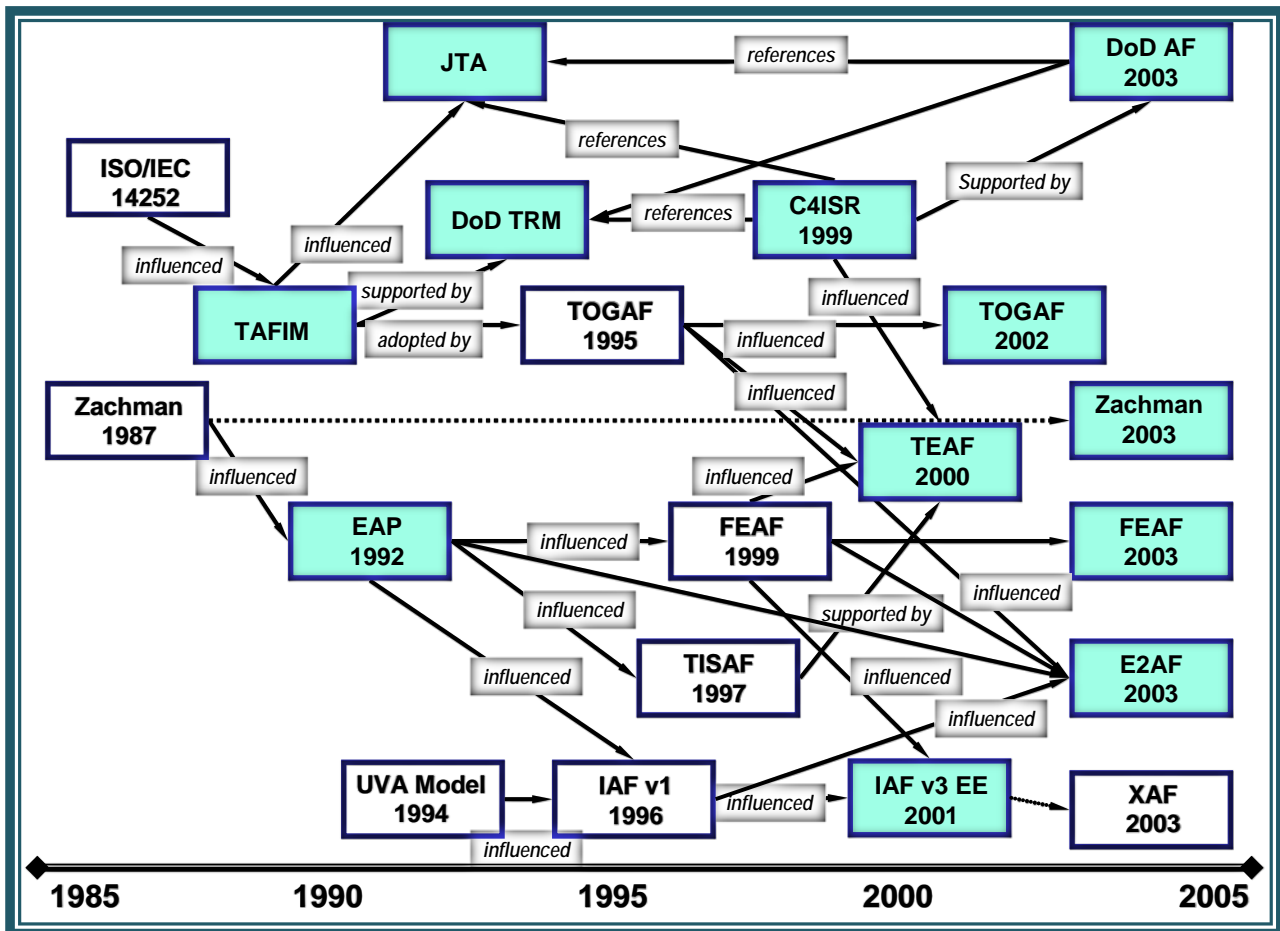 JTA
references
DoD AF
2003
references
ISO/IEC
14252
DoD TRM
references
C4ISR
1999
Supported by
influenced
influenced
supported by
influenced
TAFIM
adopted by
TOGAF
1995
influenced
TOGAF
2002
influenced
Zachman
1987
Zachman
2003
influenced
influenced
TEAF
2000
EAP
1992
influenced
FEAF
1999
FEAF
2003
influenced
influenced
supported by
TISAF
1997
E2AF
2003
influenced
influenced
influenced
UVA Model
1994
IAF v1
1996
influenced
IAF v3 EE
2001
XAF
2003
influenced
1985
1990
1995
2000
2005